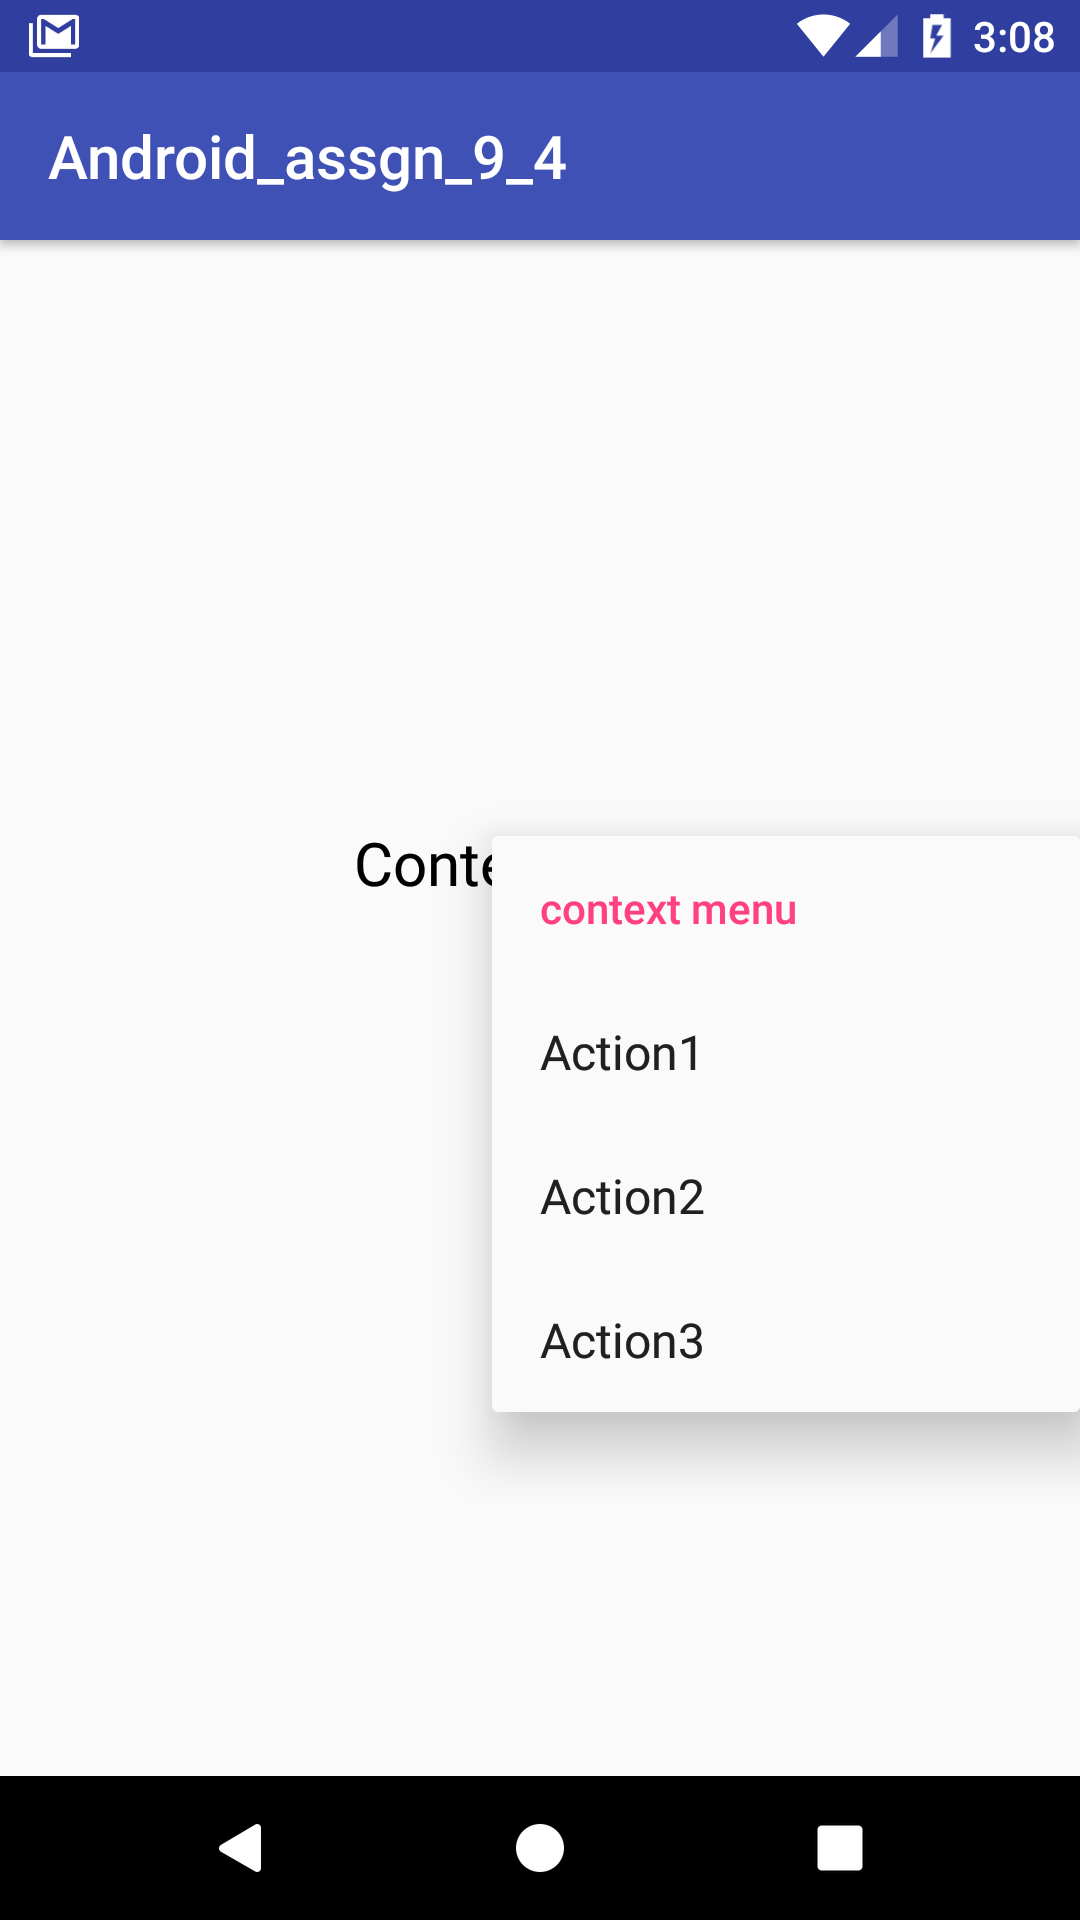 3:08
Android_assgn_9_4
Conte
context menu
Action1
Action2
Action3